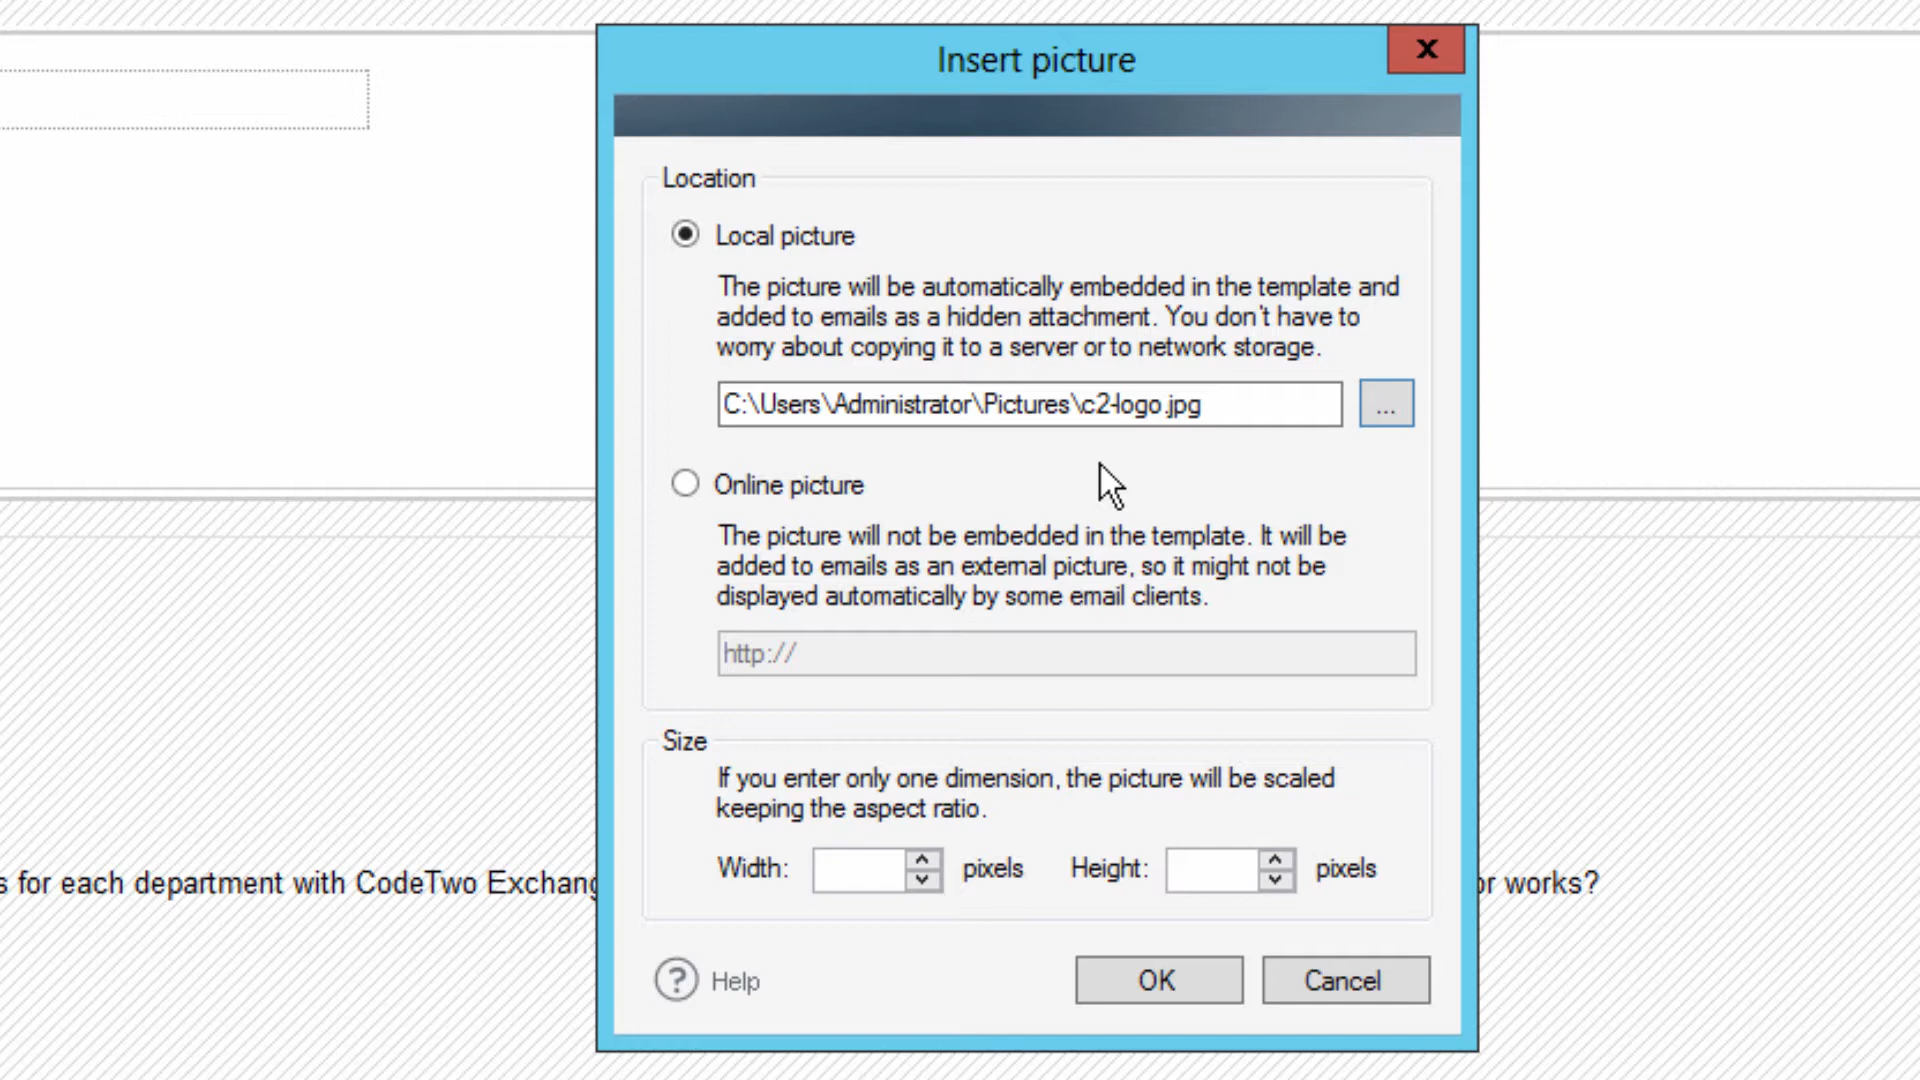 Insert picture
x
Location
Local picture
The picture will be automatically embedded in the template and
added to emails as a hidden attachment. You don't have to
worry about copying it to a server or to network storage.
C:\Users\Administrator\Pictures\c2-logo.jpg
...
Online picture
The picture will not be embedded in the template. It will be
added to emails as an external picture, so it might not be
displayed automatically by some email clients.
http://
Size
If you enter only one dimension, the picture will be scaled
keeping the aspect ratio.
Width: pixels Height: pixels
s for each department with CodeTwo Exchang or works?
? Help OK Cancel